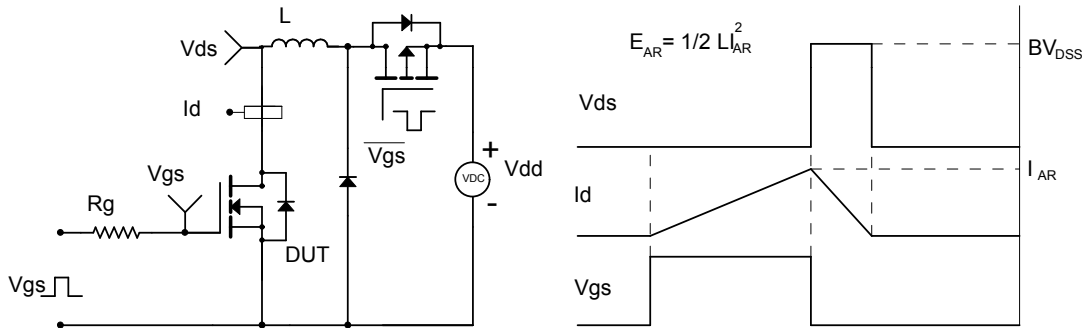 L
Vds
Id
Vgs
Rg
DUT
Vgs
Vgs
VDC
+
Vdd
-
E_AR = 1/2 LI_AR^2
BV_DSS
Vds
I_AR
Id
Vgs